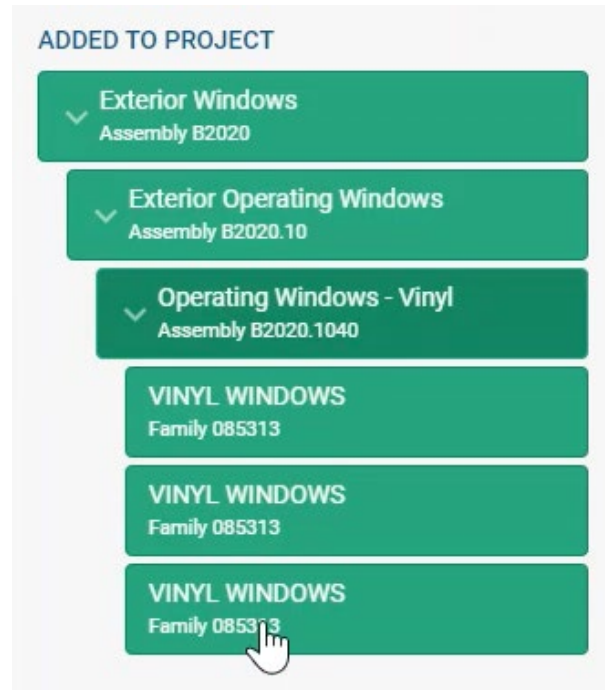 ADDED TO PROJECT
Exterior Windows
Assembly B2020
Exterior Operating Windows
Assembly B2020.10
Operating Windows - Vinyl
Assembly B2020.1040
VINYL WINDOWS
Family 085313
VINYL WINDOWS
Family 085313
VINYL WINDOWS
Family 085313